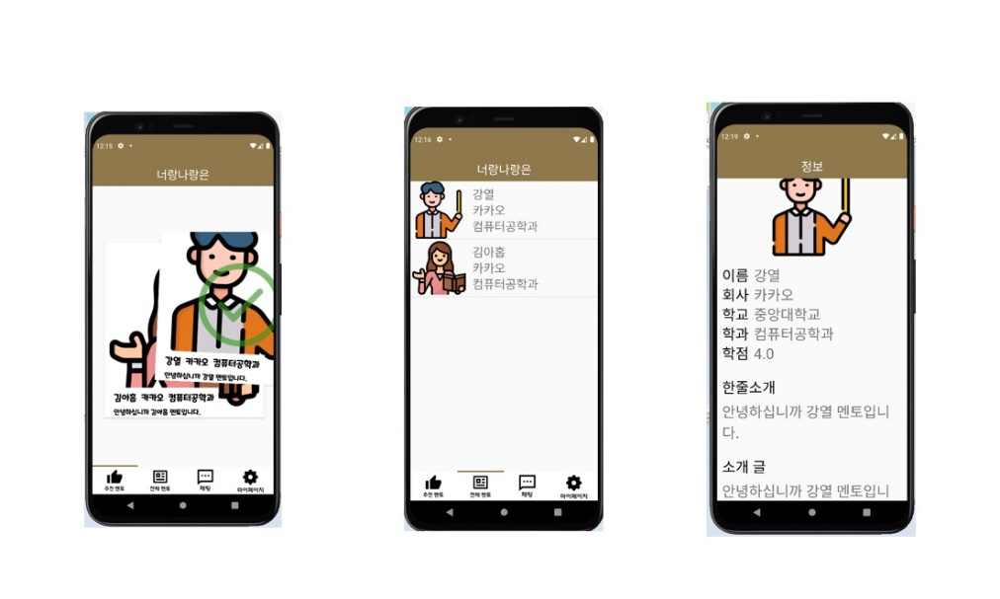 12:15
너랑나랑은
강열 카카오 컴퓨터공학과
안녕하십니까 강열 멘토입니다.
김아홉 카카오 컴퓨터공학과
안녕하십니까 김아홉 멘토입니다.
추천 멘토 전체 멘토 채팅 마이페이지
12:16
너랑나랑은
강열
카카오
컴퓨터공학과
김아홉
카카오
컴퓨터공학과
추천 멘토 전체 멘토 채팅 마이페이지
12:19
정보
이름 강열
회사 카카오
학교 중앙대학교
학과 컴퓨터공학과
학점 4.0
한줄소개
안녕하십니까 강열 멘토입니
다.
소개 글
안녕하십니까 강열 멘토입니